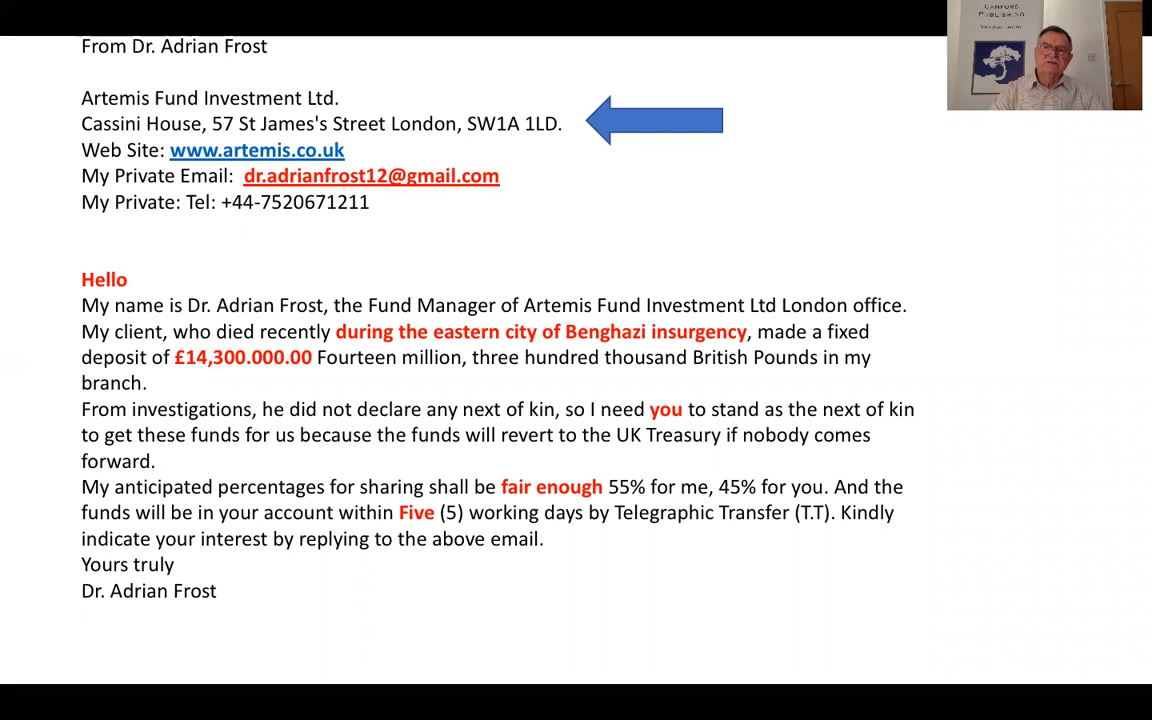 From Dr. Adrian Frost
Artemis Fund Investment Ltd.
Cassini House, 57 St James's Street London, SW1A 1LD.
Web Site: www.artemis.co.uk
My Private Email: dr.adrianfrost12@gmail.com
My Private: Tel: +44-7520671211
Hello
My name is Dr. Adrian Frost, the Fund Manager of Artemis Fund Investment Ltd London office.
My client, who died recently during the eastern city of Benghazi insurgency, made a fixed
deposit of £14,300.000.00 Fourteen million, three hundred thousand British Pounds in my
branch.
From investigations, he did not declare any next of kin, so I need you to stand as the next of kin
to get these funds for us because the funds will revert to the UK Treasury if nobody comes
forward.
My anticipated percentages for sharing shall be fair enough 55% for me, 45% for you. And the
funds will be in your account within Five (5) working days by Telegraphic Transfer (T.T). Kindly
indicate your interest by replying to the above email.
Yours truly
Dr. Adrian Frost
CANFORD
PUBLISHING